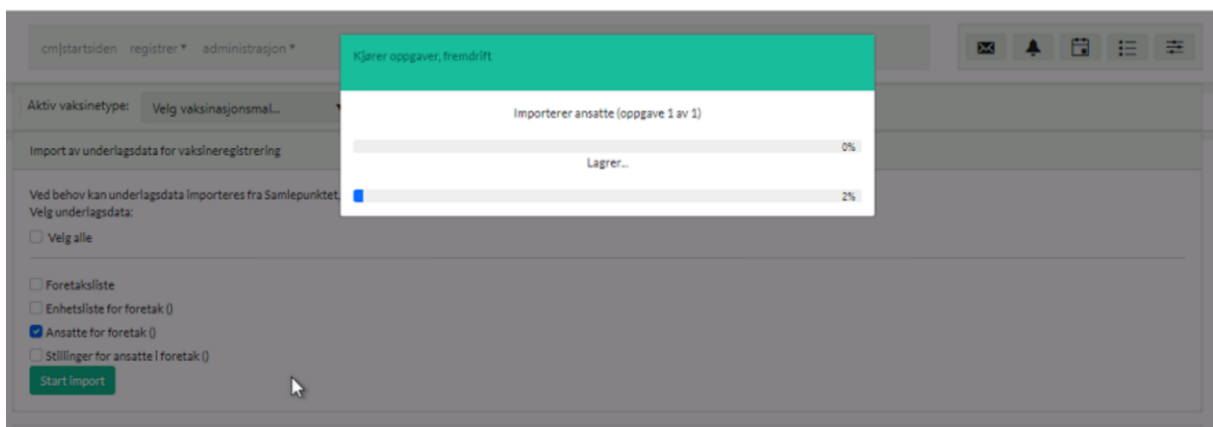 cm|startsiden registrer administrasjon
Kjører oppgaver, fremdrift
Aktiv vaksinetype: Velg vaksinasjonsmal...
Importerer ansatte (oppgave 1 av 1)
0%
Lagrer...
2%
Import av underlagsdata for vaksineregistrering
Ved behov kan underlagsdata importeres fra Samlepunktet.
Velg underlagsdata:
Velg alle
Foretaksliste
Enhetsliste for foretak ()
Ansatte for foretak ()
Stillinger for ansatte i foretak ()
Start import